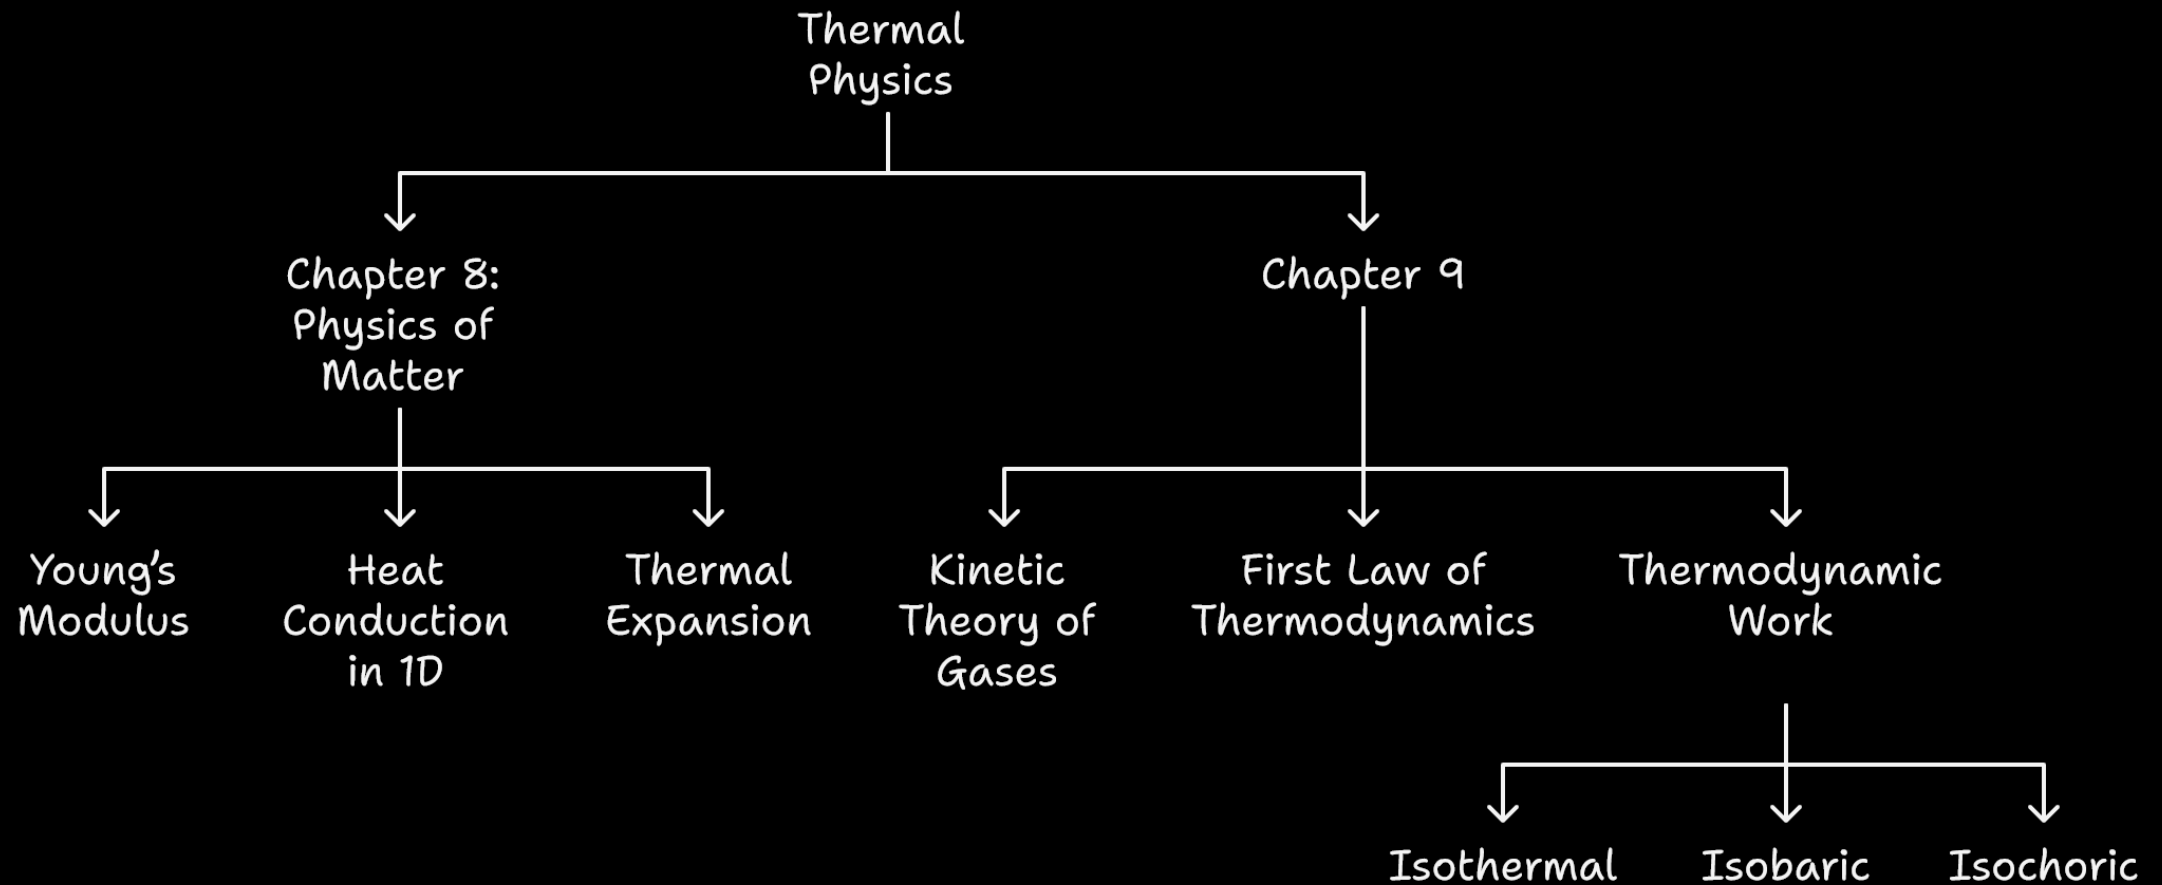 Thermal
Physics
Chapter 8:
Physics of
Matter
Chapter 9
Young's
Modulus
Heat
Conduction
in 1D
Thermal
Expansion
Kinetic
Theory of
Gases
First Law of
Thermodynamics
Thermodynamic
Work
Isothermal
Isobaric
Isochoric